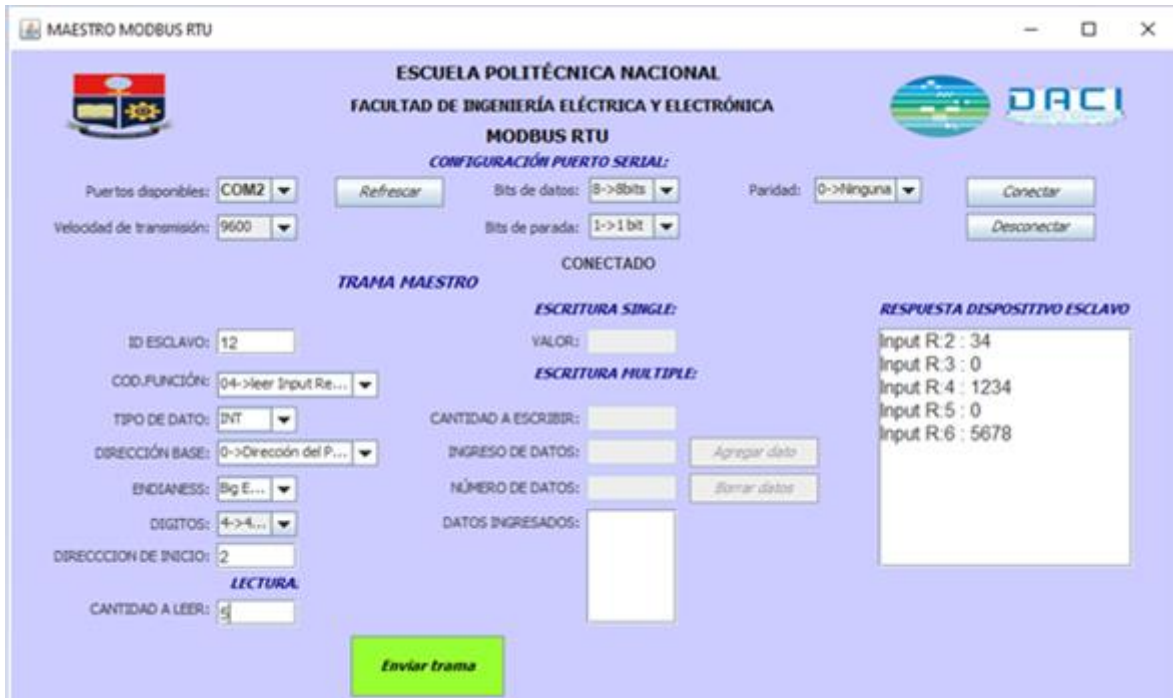 MAESTRO MODBUS RTU
ESCUELA POLITÉCNICA NACIONAL
FACULTAD DE INGENIERÍA ELÉCTRICA Y ELECTRÓNICA
MODBUS RTU
DACI
CONFIGURACIÓN PUERTO SERIAL:
Puertos disponibles: COM2 Refrescar Bits de datos: 8->8bits Paridad: 0->Ninguna Conectar
Velocidad de transmisión: 9600 Bits de parada: 1->1 bit Desconectar
CONECTADO
TRAMA MAESTRO
ESCRITURA SINGLE: RESPUESTA DISPOSITIVO ESCLAVO
ID ESCLAVO: 12 VALOR: Input R:2 : 34
Input R:3 : 0
COD.FUNCIÓN: 04->leer Input Re... ESCRITURA MULTIPLE: Input R:4 : 1234
Input R:5 : 0
TIPO DE DATO: INT CANTIDAD A ESCRIBIR: Input R:6 : 5678
DIRECCIÓN BASE: 0->Dirección del P... INGRESO DE DATOS: Agregar dato
ENDIANESS: Big E... NÚMERO DE DATOS: Borrar datos
DIGITOS: 4->4... DATOS INGRESADOS:
DIRECCCION DE INICIO: 2
LECTURA:
CANTIDAD A LEER: 5
Enviar trama